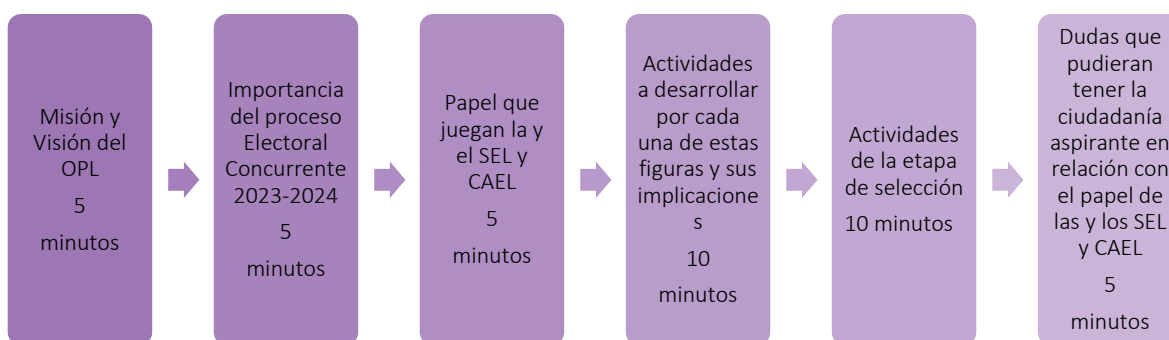 Misión y
Visión del
OPL
5
minutos
Importancia
del proceso
Electoral
Concurrente
2023-2024
5
minutos
Papel que
juegan la y
el SEL y
CAEL
5
minutos
Actividades
a desarrollar
por cada
una de estas
figuras y sus
implicacione
s
10
minutos
Actividades
de la etapa
de selección
10 minutos
Dudas que
pudieran
tener la
ciudadanía
aspirante en
relación con
el papel de
las y los SEL
y CAEL
5
minutos